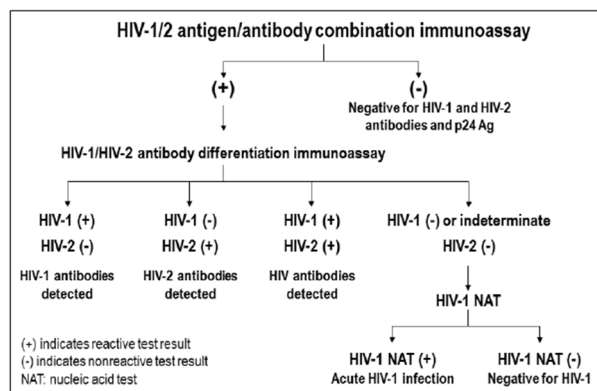 HIV-1/2 antigen/antibody combination immunoassay
(+)
(-)
Negative for HIV-1 and HIV-2
antibodies and p24 Ag
HIV-1/HIV-2 antibody differentiation immunoassay
HIV-1 (+)
HIV-2 (-)
HIV-1 antibodies
detected
HIV-1 (-)
HIV-2 (+)
HIV-2 antibodies
detected
HIV-1 (+)
HIV-2 (+)
HIV antibodies
detected
HIV-1 (-) or indeterminate
HIV-2 (-)
HIV-1 NAT
HIV-1 NAT (+)
Acute HIV-1 infection
HIV-1 NAT (-)
Negative for HIV-1
(+) indicates reactive test result
(-) indicates nonreactive test result
NAT: nucleic acid test